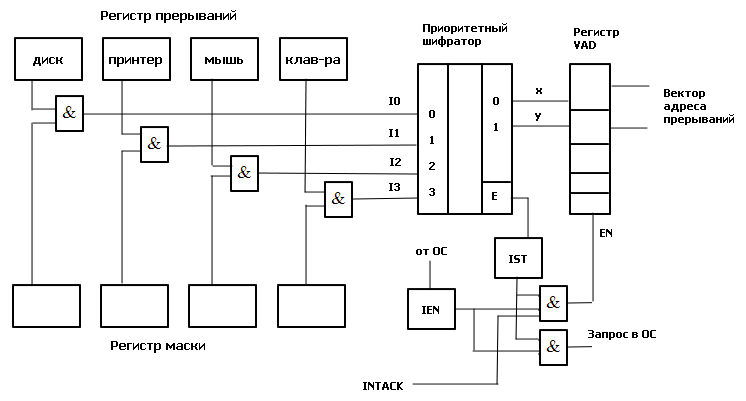 Регистр прерываний
Приоритетный
шифратор
Регистр
VAD
диск
принтер
мышь
клав-ра
&
&
&
&
I0
I1
I2
I3
0
1
2
3
0
1
E
x
y
Вектор
адреса
прерываний
EN
от ОС
IST
IEN
&
&
Запрос в ОС
Регистр маски
INTACK